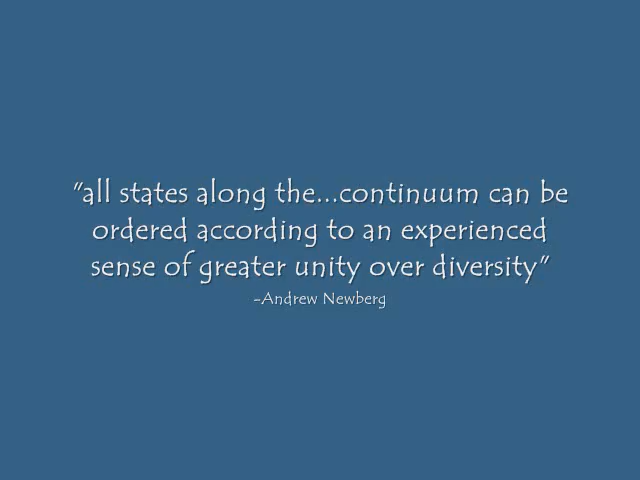 "all states along the...continuum can be
ordered according to an experienced
sense of greater unity over diversity"
-Andrew Newberg